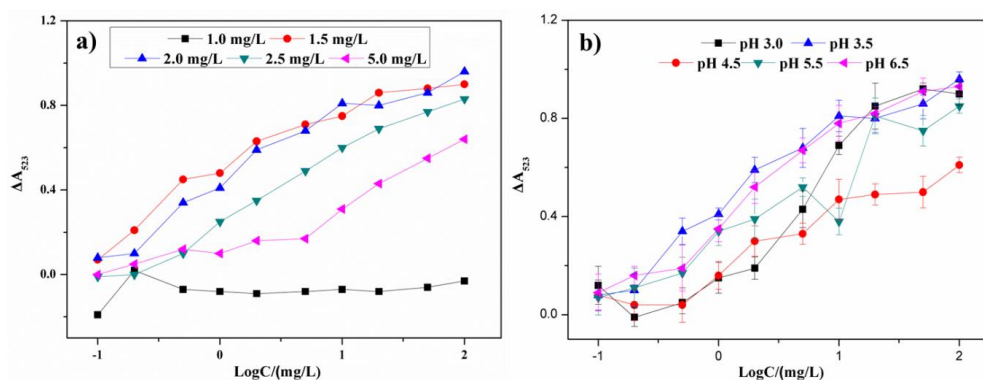 a)
1.0 mg/L 1.5 mg/L
2.0 mg/L 2.5 mg/L 5.0 mg/L
1.2
0.8
0.4
0.0
ΔA523
-1 0 1 2
LogC/(mg/L)
b)
pH 3.0 pH 3.5
pH 4.5 pH 5.5 pH 6.5
1.2
0.8
0.4
0.0
ΔA523
-1 0 1 2
LogC/(mg/L)